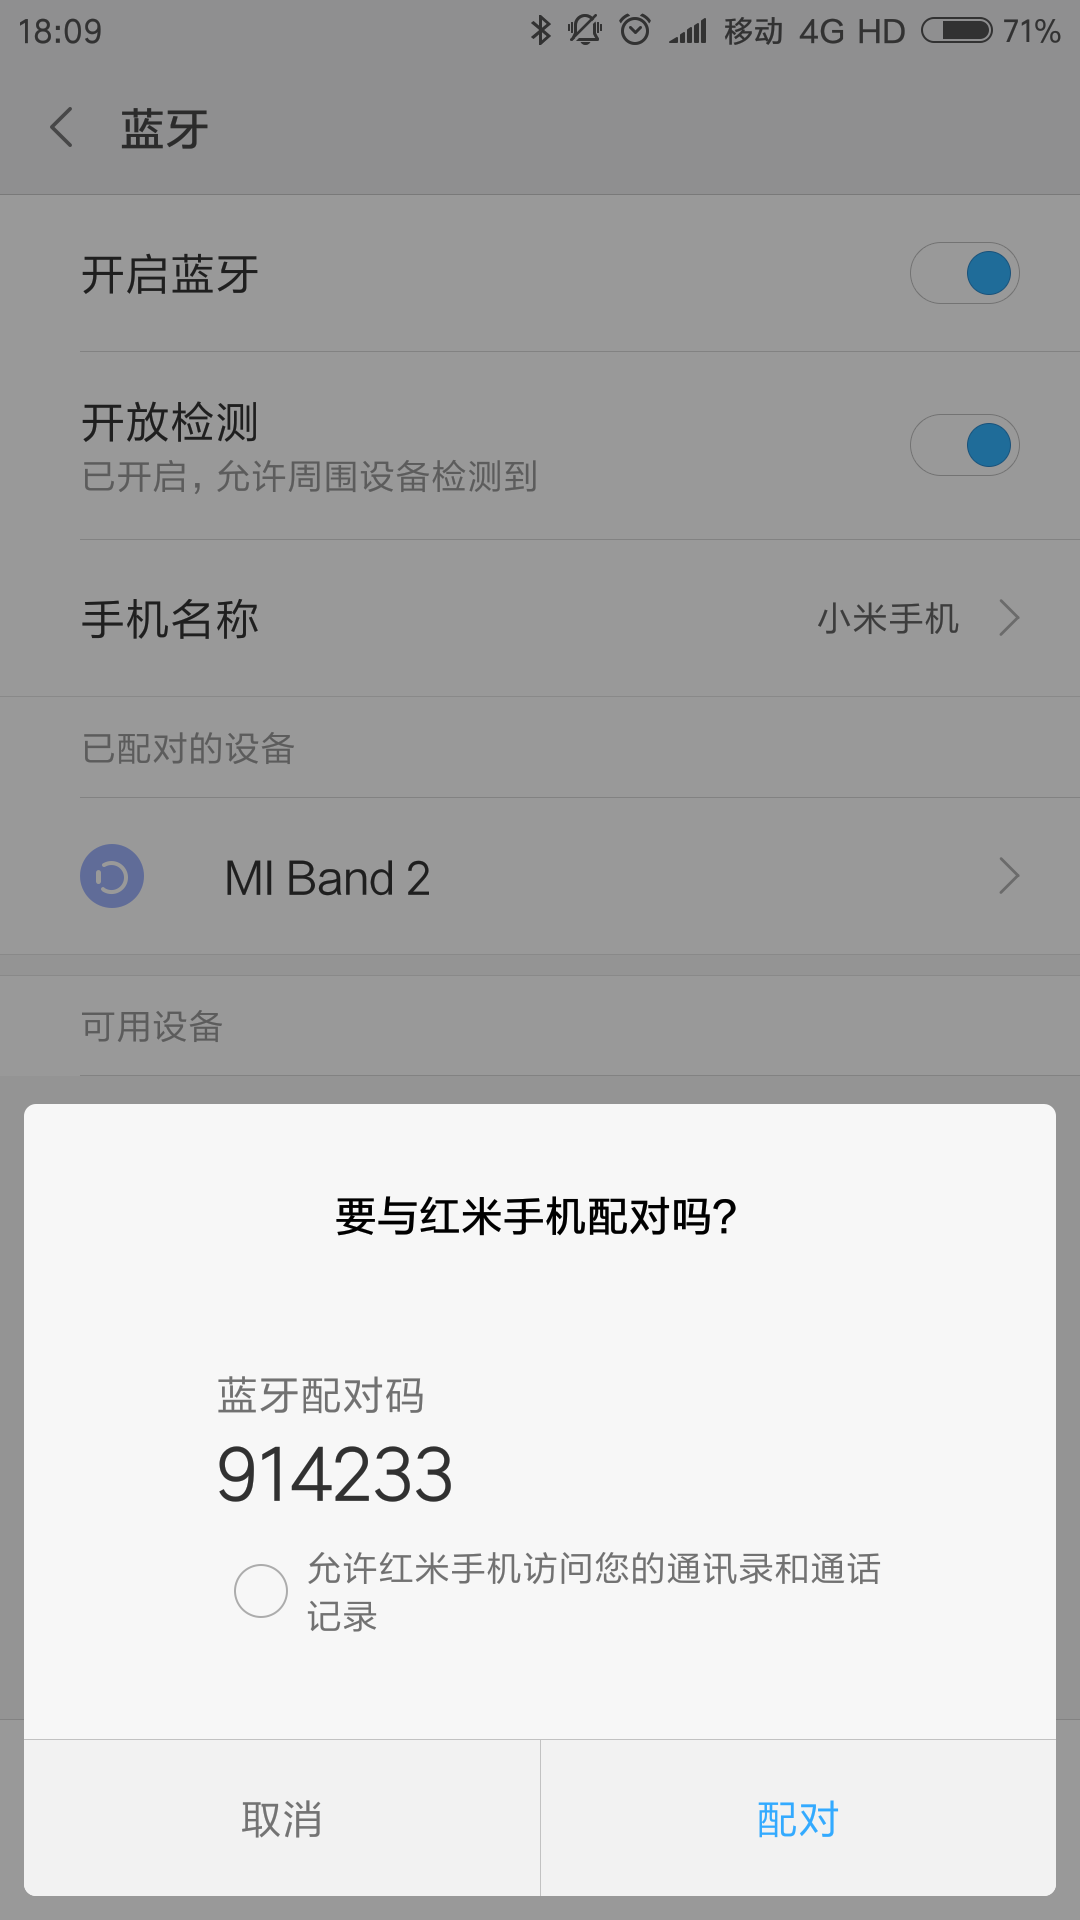 18:09 移动 4G HD 71%
蓝牙
开启蓝牙
开放检测
已开启，允许周围设备检测到
手机名称 小米手机
已配对的设备
MI Band 2
可用设备
要与红米手机配对吗？
蓝牙配对码
914233
允许红米手机访问您的通讯录和通话
记录
取消 配对